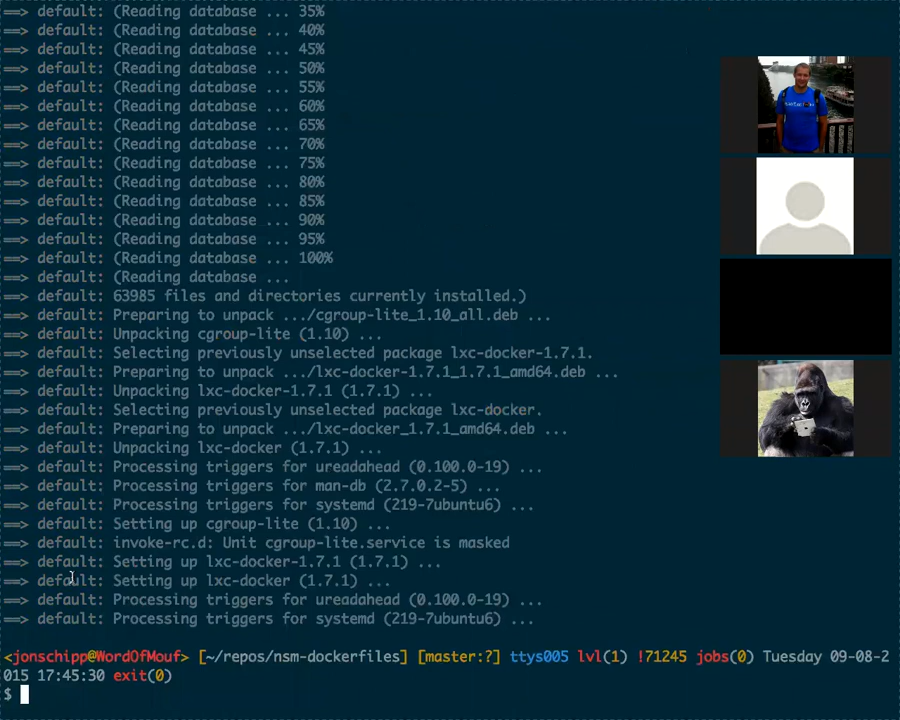 ==> default: (Reading database ... 35%
==> default: (Reading database ... 40%
==> default: (Reading database ... 45%
==> default: (Reading database ... 50%
==> default: (Reading database ... 55%
==> default: (Reading database ... 60%
==> default: (Reading database ... 65%
==> default: (Reading database ... 70%
==> default: (Reading database ... 75%
==> default: (Reading database ... 80%
==> default: (Reading database ... 85%
==> default: (Reading database ... 90%
==> default: (Reading database ... 95%
==> default: (Reading database ... 100%
==> default: (Reading database ...
==> default: 63985 files and directories currently installed.)
==> default: Preparing to unpack .../cgroup-lite_1.10_all.deb ...
==> default: Unpacking cgroup-lite (1.10) ...
==> default: Selecting previously unselected package lxc-docker-1.7.1.
==> default: Preparing to unpack .../lxc-docker-1.7.1_1.7.1_amd64.deb ...
==> default: Unpacking lxc-docker-1.7.1 (1.7.1) ...
==> default: Selecting previously unselected package lxc-docker.
==> default: Preparing to unpack .../lxc-docker_1.7.1_amd64.deb ...
==> default: Unpacking lxc-docker (1.7.1) ...
==> default: Processing triggers for ureadahead (0.100.0-19) ...
==> default: Processing triggers for man-db (2.7.0.2-5) ...
==> default: Processing triggers for systemd (219-7ubuntu6) ...
==> default: Setting up cgroup-lite (1.10) ...
==> default: invoke-rc.d: Unit cgroup-lite.service is masked
==> default: Setting up lxc-docker-1.7.1 (1.7.1) ...
==> default: Setting up lxc-docker (1.7.1) ...
==> default: Processing triggers for ureadahead (0.100.0-19) ...
==> default: Processing triggers for systemd (219-7ubuntu6) ...
<jonschipp@WordOfMouf> [~/repos/nsm-dockerfiles] [master:?] ttys005 lvl(1) !71245 jobs(0) Tuesday 09-08-2
015 17:45:30 exit(0)
$